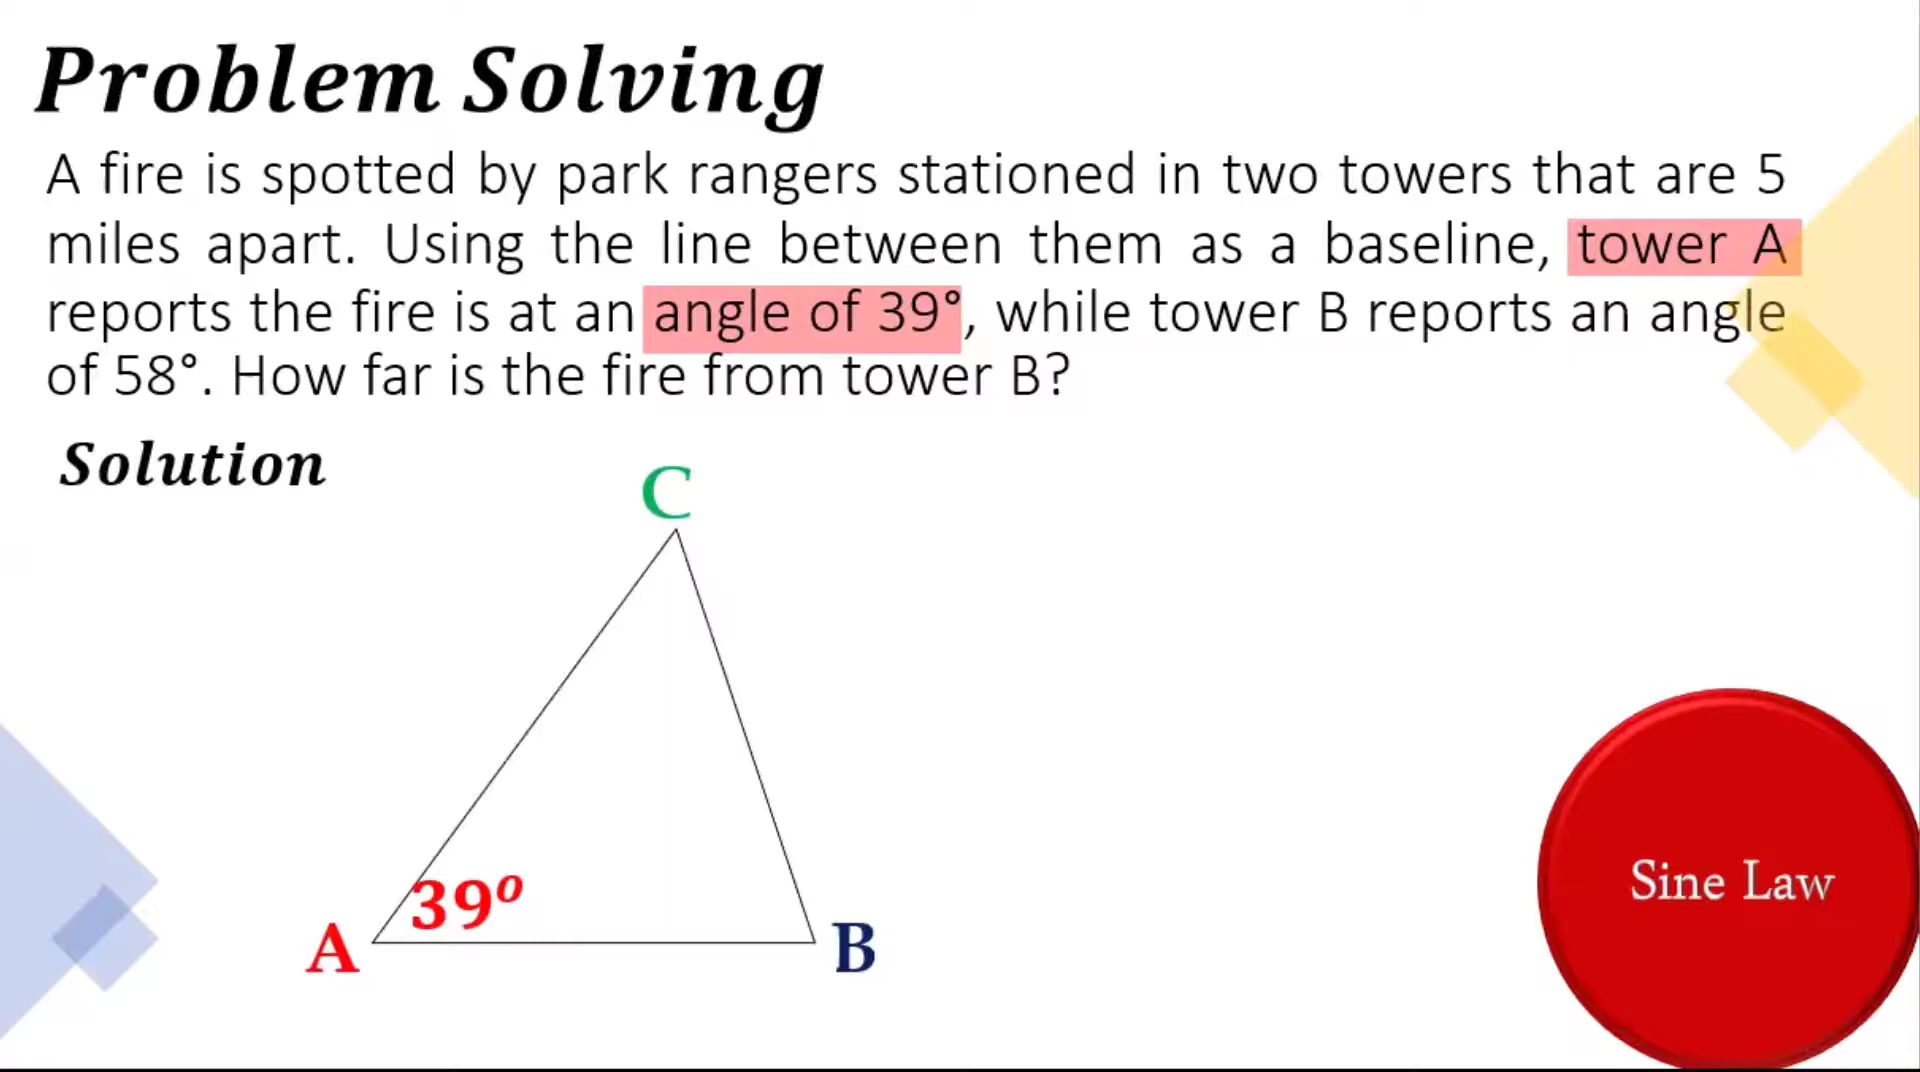 Problem Solving
A fire is spotted by park rangers stationed in two towers that are 5
miles apart. Using the line between them as a baseline, tower A
reports the fire is at an angle of 39°, while tower B reports an angle
of 58°. How far is the fire from tower B?
Solution
C
39°
A
B
Sine Law